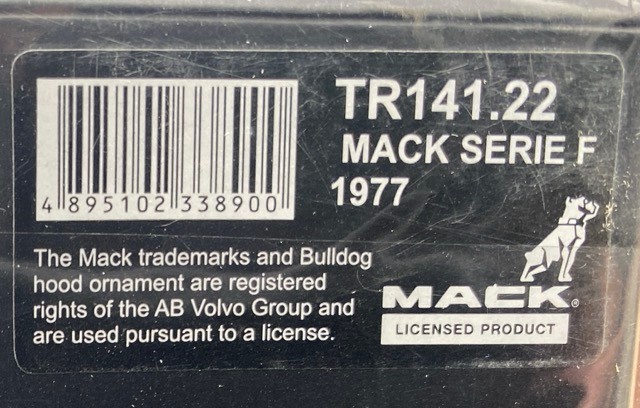 TR141.22
MACK SERIE F
1977
4 895102 338900
The Mack trademarks and Bulldog
hood ornament are registered
rights of the AB Volvo Group and
are used pursuant to a license.
MACK®
LICENSED PRODUCT